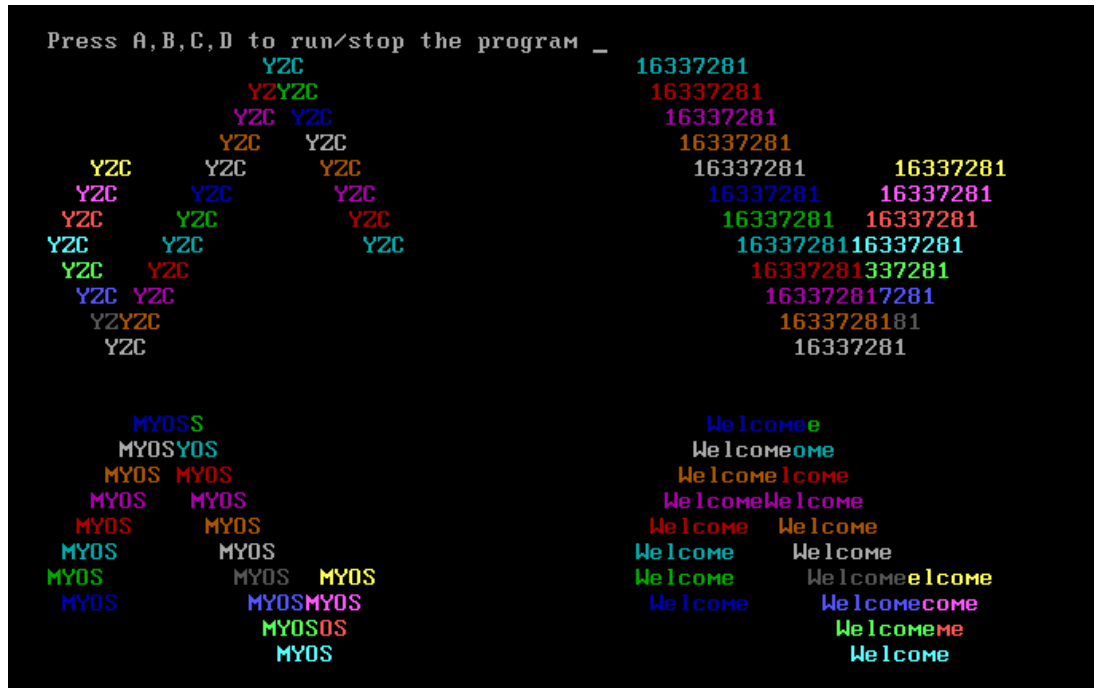 Press A,B,C,D to run/stop the program _
YZC 16337281
YZYZC 16337281
YZC YZC 16337281
YZC YZC 16337281
YZC YZC YZC 16337281 16337281
YZC YZC YZC 16337281 16337281
YZC YZC YZC 16337281 16337281
YZC YZC YZC 1633728116337281
YZC YZC 16337281337281
YZC YZC 163372817281
YZYZC 1633728181
YZC 16337281
MYOSS Welcomee
MYOSYOS Welcomeome
MYOS MYOS Welcomelcome
MYOS MYOS WelcomeWelcome
MYOS MYOS Welcome Welcome
MYOS MYOS Welcome Welcome
MYOS MYOS MYOS Welcome Welcomeelcome
MYOS MYOSMYOS Welcome Welcomecome
MYOSOS Welcomeme
MYOS Welcome